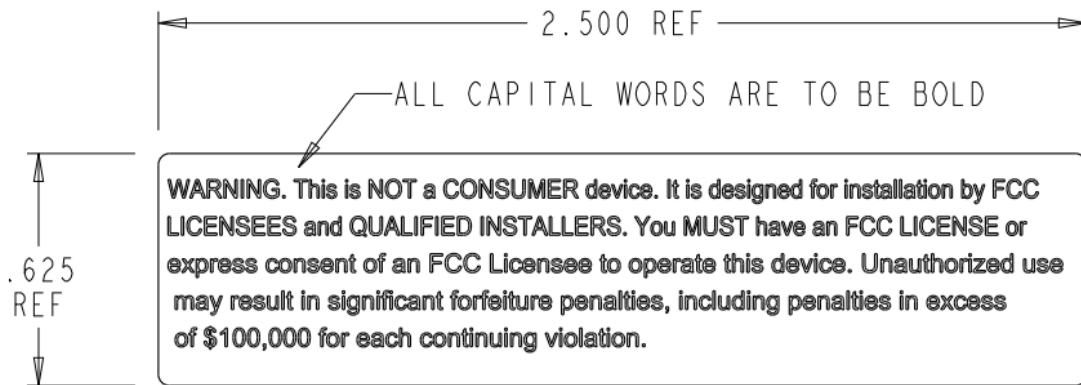 2.500 REF
ALL CAPITAL WORDS ARE TO BE BOLD
.625
REF
WARNING. This is NOT a CONSUMER device. It is designed for installation by FCC
LICENSEES and QUALIFIED INSTALLERS. You MUST have an FCC LICENSE or
express consent of an FCC Licensee to operate this device. Unauthorized use
may result in significant forfeiture penalties, including penalties in excess
of $100,000 for each continuing violation.